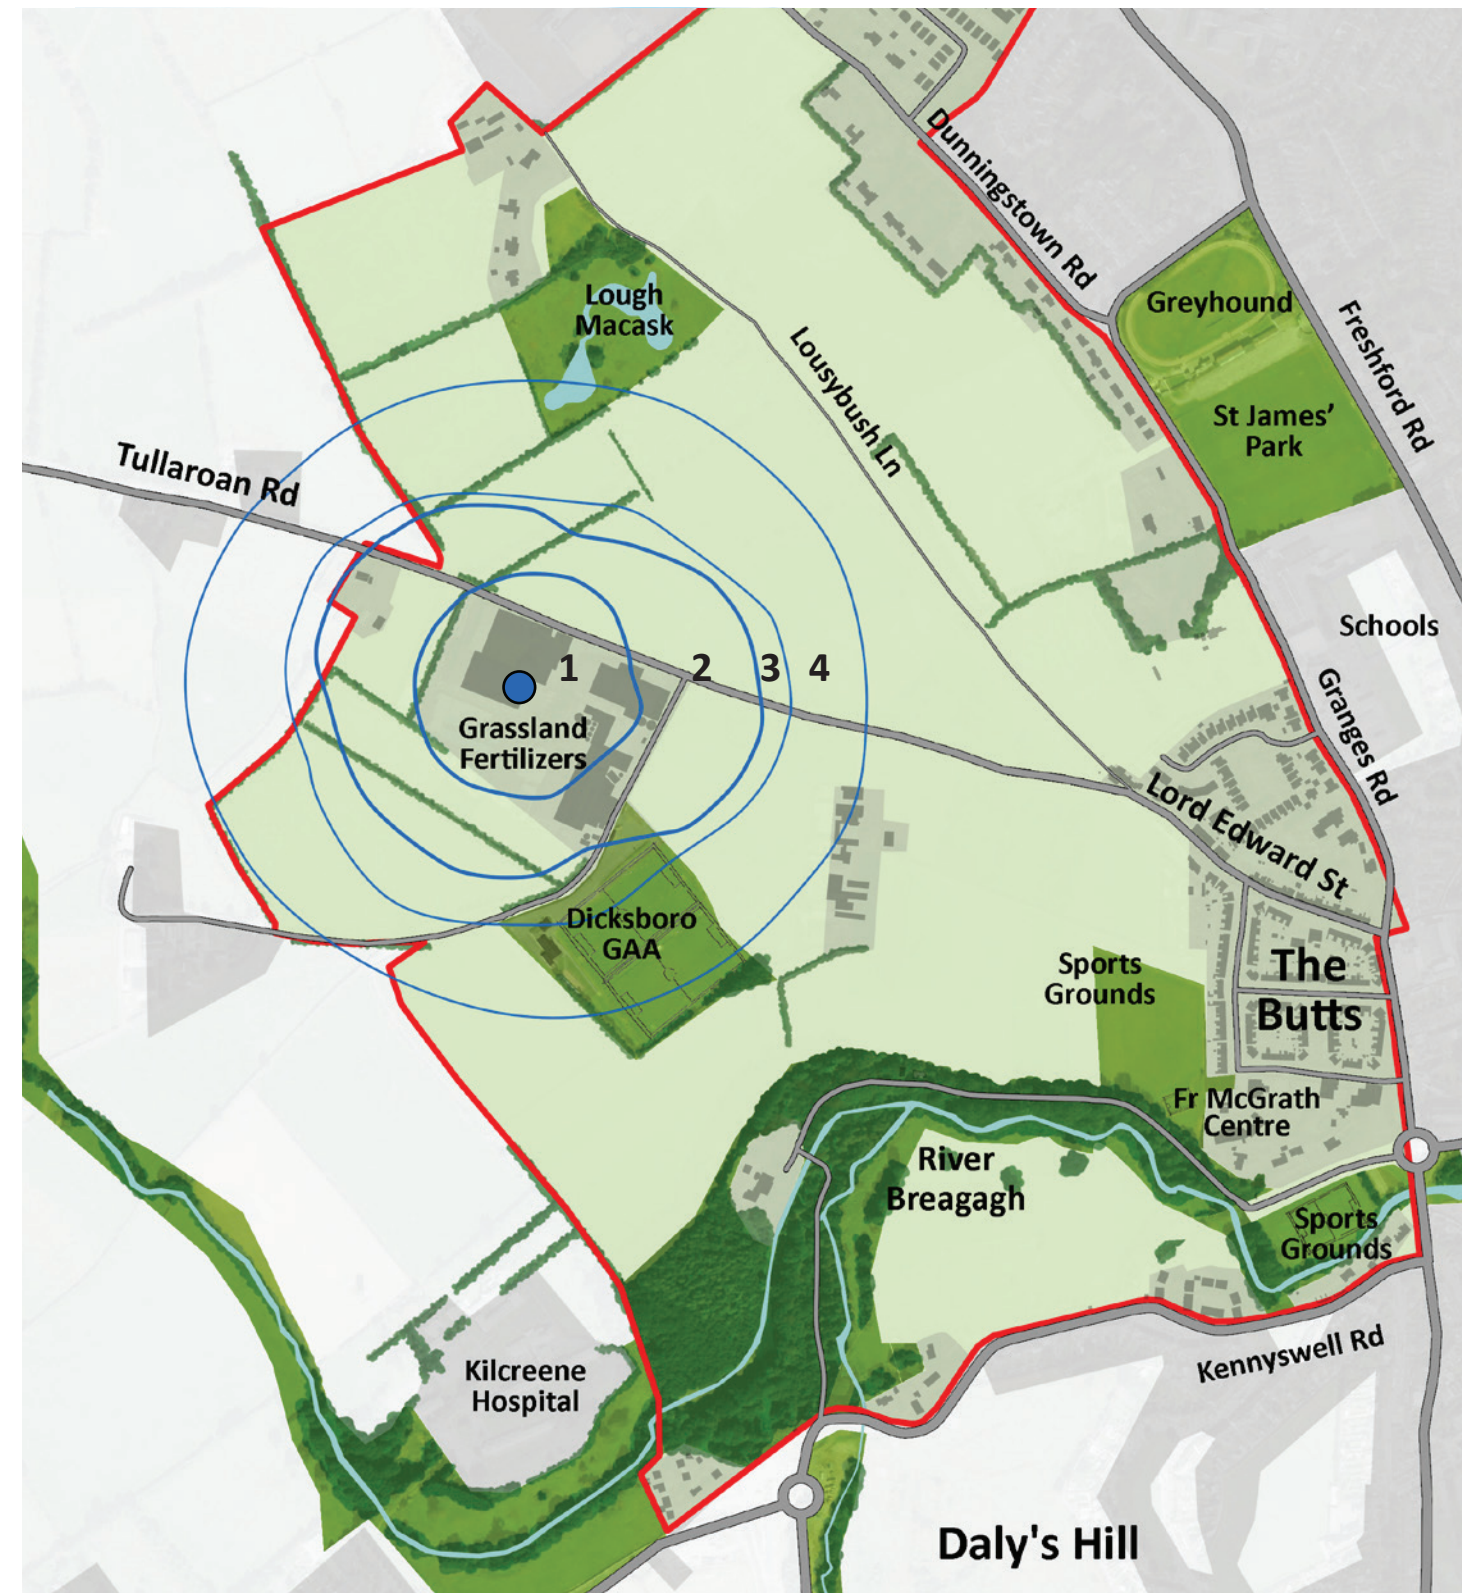 Dunningstown Rd
Greyhound
Freshford Rd
Lough
Macask
Lousybush Ln
St James’
Park
Tullaroan Rd
Schools
1 2 3 4
Grassland
Fertilizers
Granges Rd
Lord Edward St
Dicksboro
GAA
Sports
Grounds
The
Butts
Fr McGrath
Centre
River
Breagagh
Sports
Grounds
Kennyswell Rd
Kilcreene
Hospital
Daly's Hill